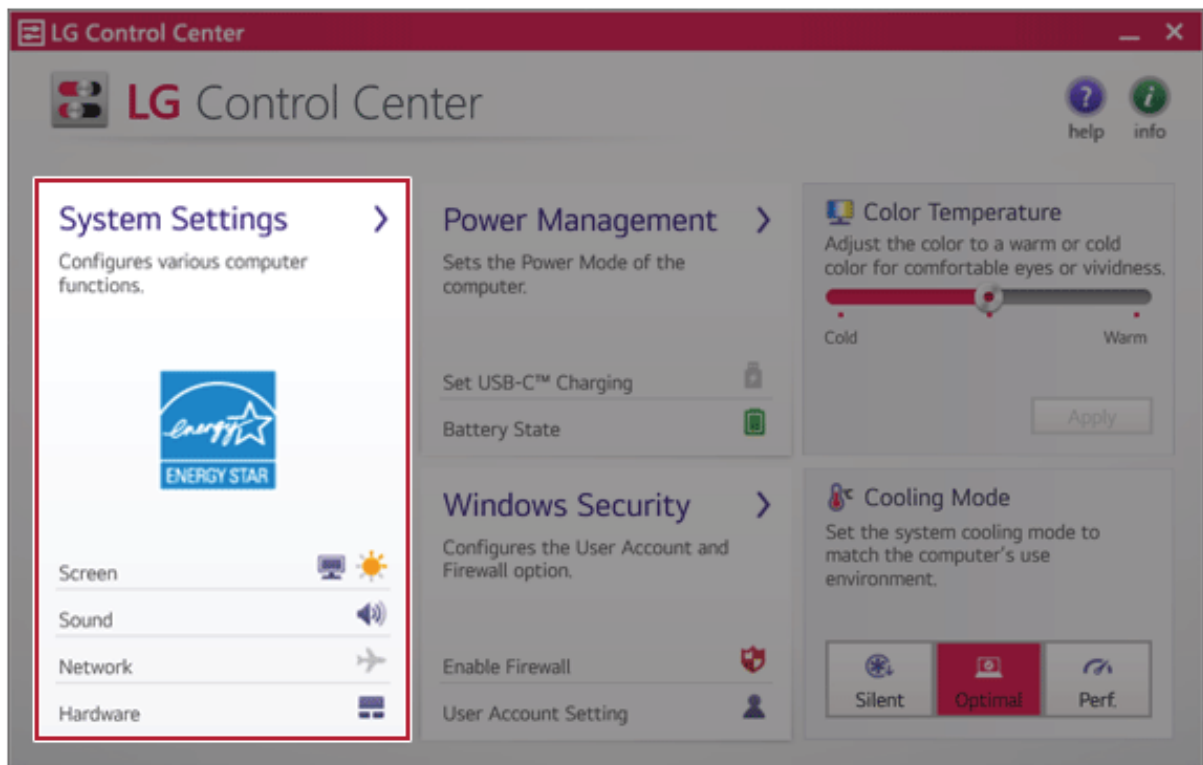 LG Control Center
LG Control Center
help
info
System Settings
Configures various computer
functions.
energy
ENERGY STAR
Screen
Sound
Network
Hardware
Power Management
Sets the Power Mode of the
computer.
Set USB-C™ Charging
Battery State
Windows Security
Configures the User Account and
Firewall option.
Enable Firewall
User Account Setting
Color Temperature
Adjust the color to a warm or cold
color for comfortable eyes or vividness.
Cold
Warm
Apply
Cooling Mode
Set the system cooling mode to
match the computer's use
environment.
Silent
Optimal
Perf.